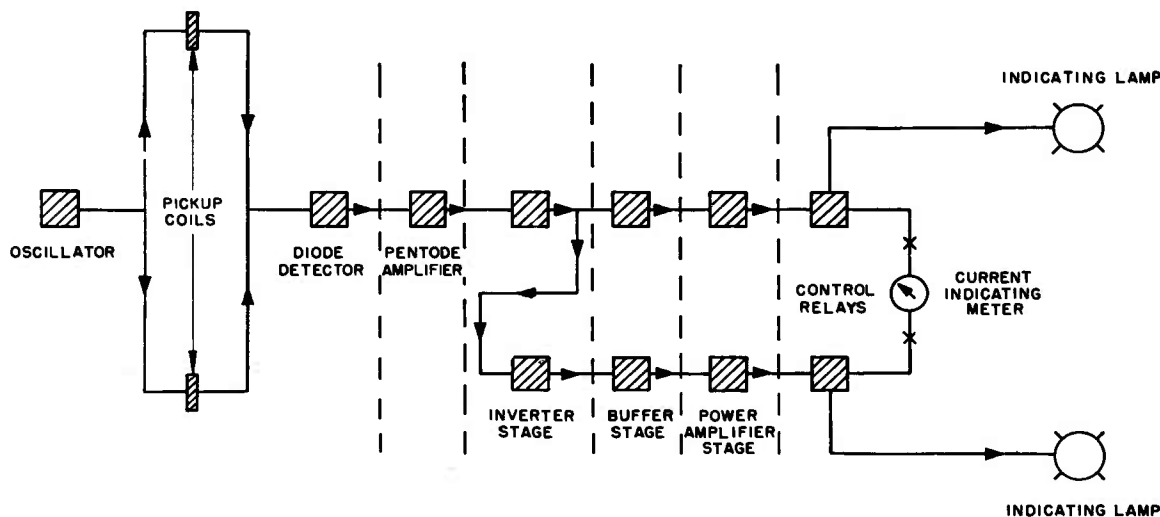 INDICATING LAMP
PICKUP
COILS
OSCILLATOR
DIODE
DETECTOR
PENTODE
AMPLIFIER
CONTROL
RELAYS
CURRENT
INDICATING
METER
INVERTER
STAGE
BUFFER
STAGE
POWER
AMPLIFIER
STAGE
INDICATING LAMP